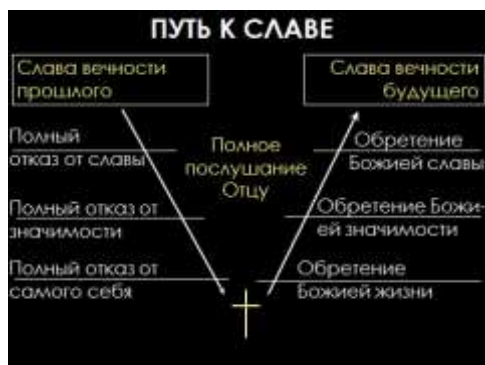 ПУТЬ К СЛАВЕ
Слава вечности
прошлого
Слава вечности
будущего
Полный
отказ от славы
Полное
послушание
Отцу
Обретение
Божией славы
Полный отказ от
значимости
Обретение Божи-
ей значимости
Полный отказ от
самого себя
Обретение
Божией жизни